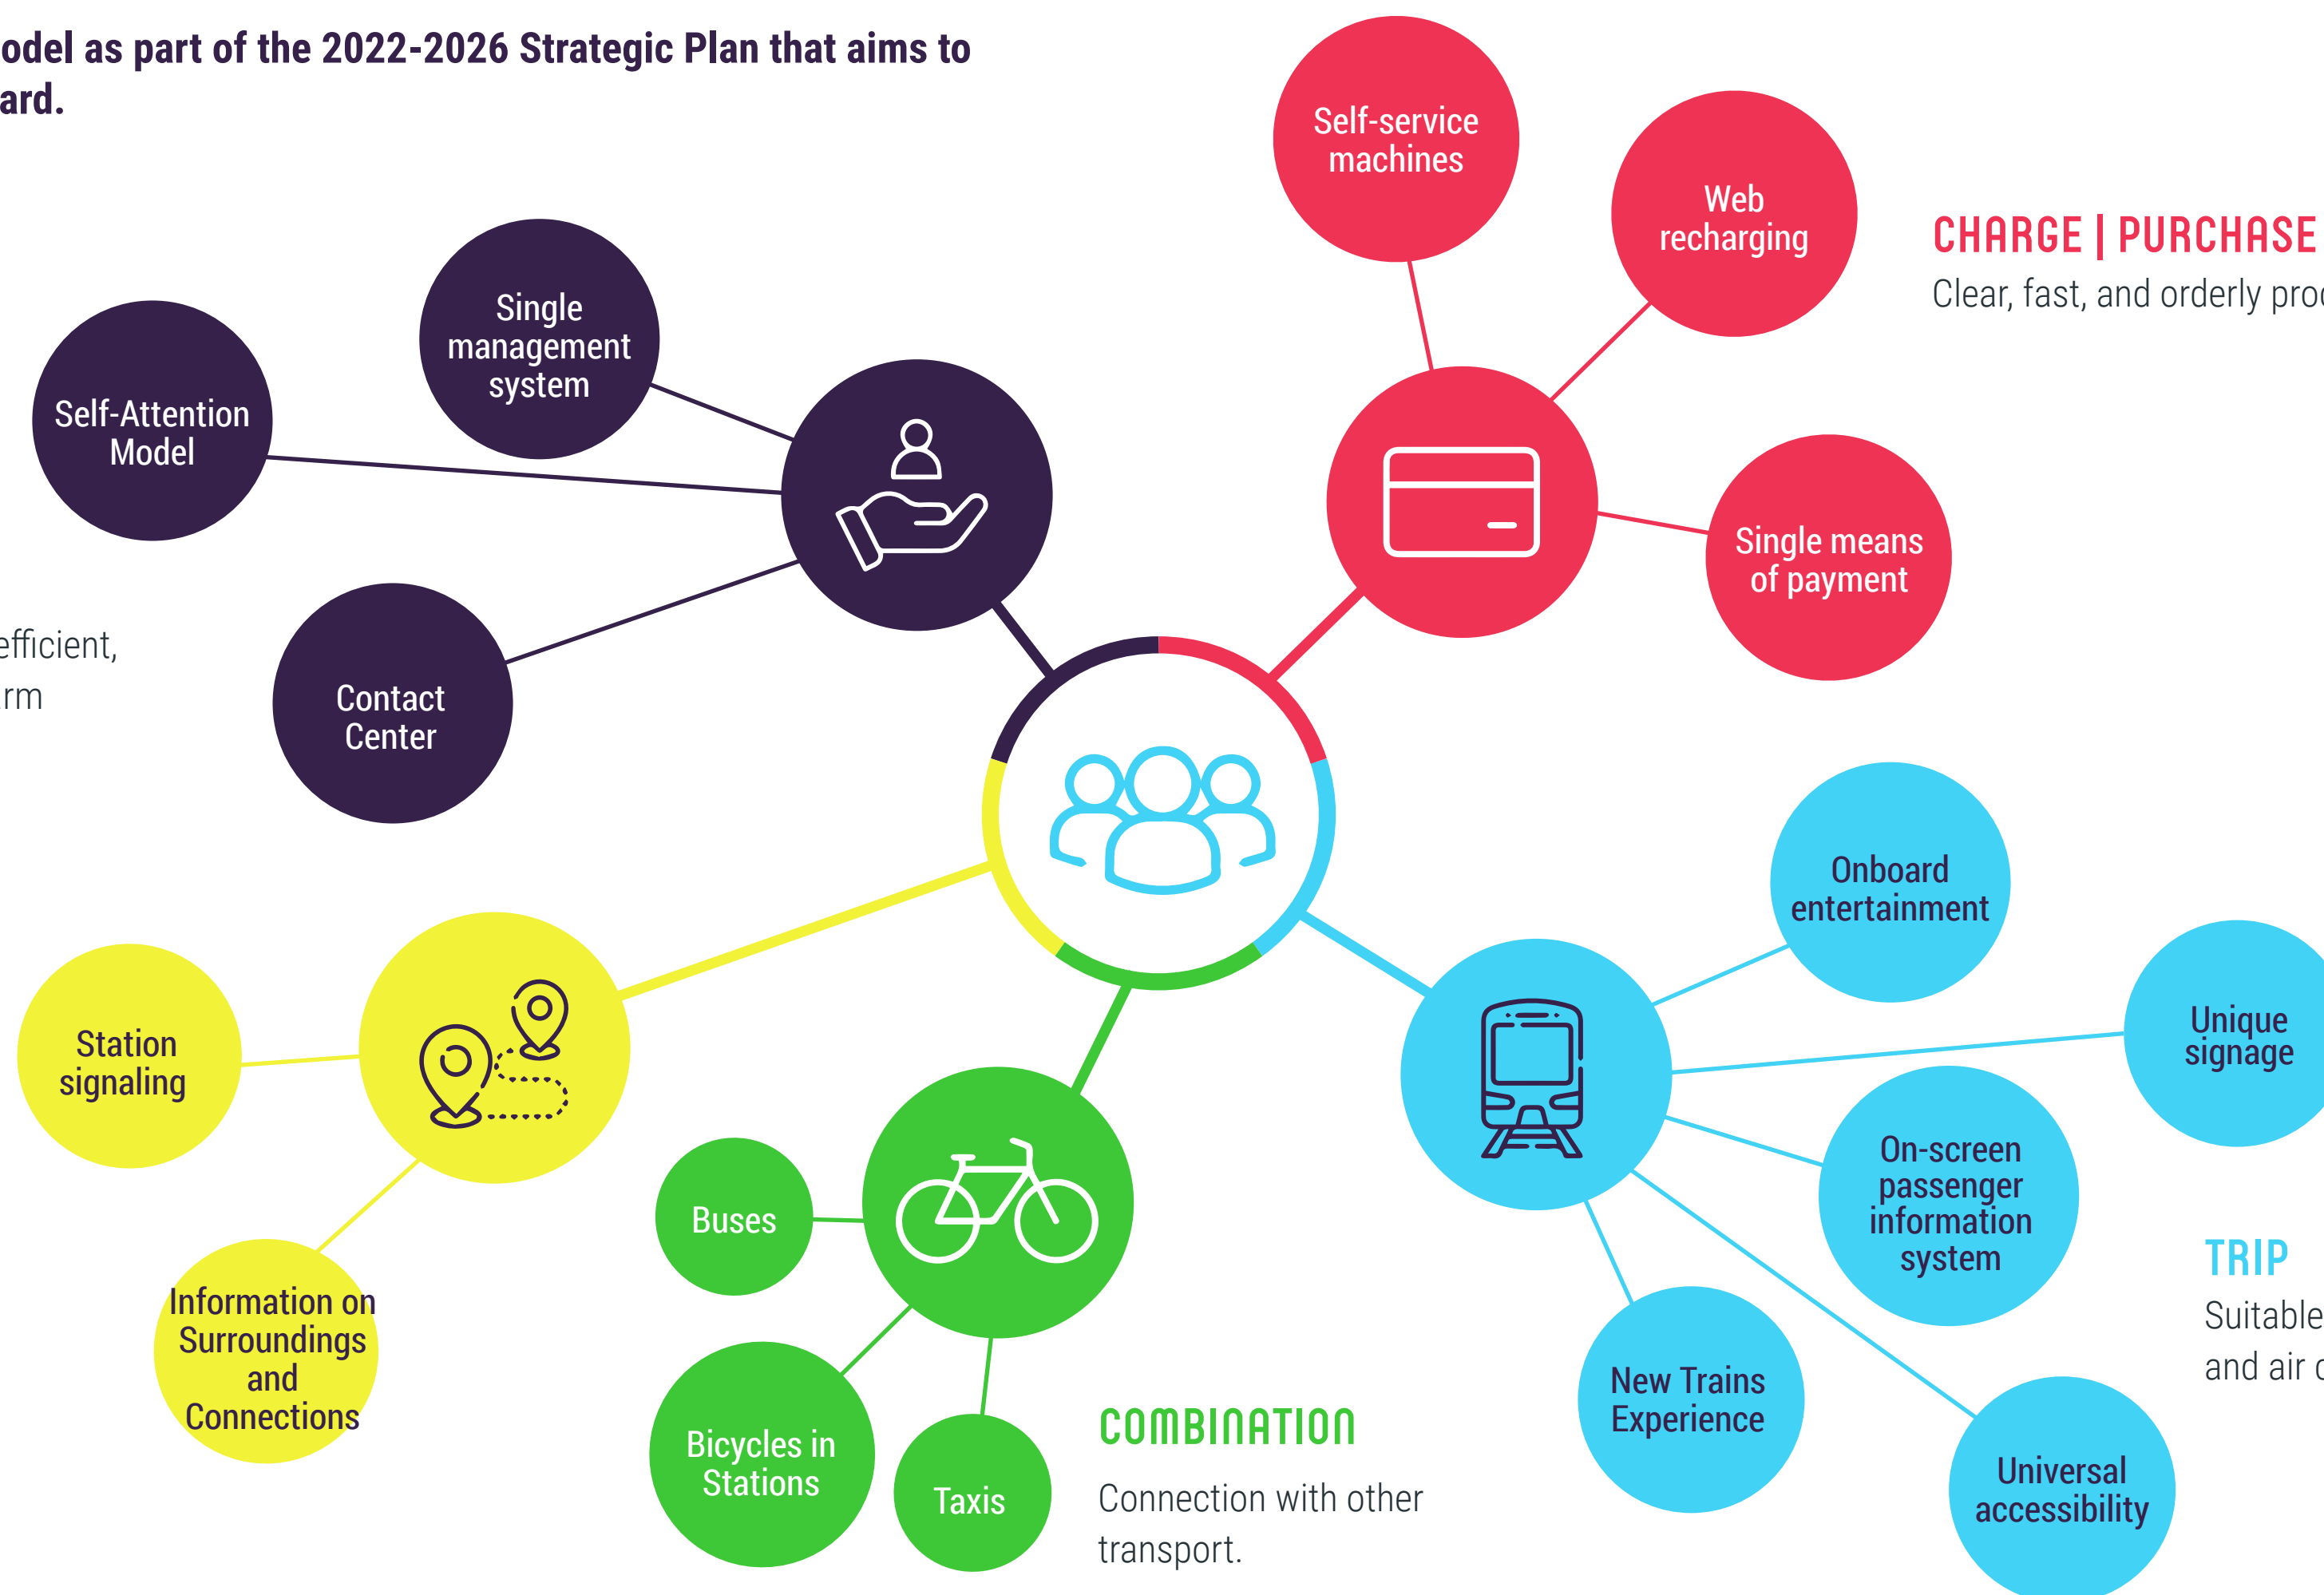 odel as part of the 2022-2026 Strategic Plan that aims to
ard.
Self-service
machines
Web
recharging
CHARGE | PURCHASE
Clear, fast, and orderly
Single means
of payment
Single
management
system
Self-Attention
Model
efficient,
rm
Contact
Center
Onboard
entertainment
Unique
signage
On-screen
passenger
information
system
TRIP
Suitable
and air
New Trains
Experience
Universal
accessibility
Station
signaling
Information on
Surroundings
and
Connections
Buses
Bicycles in
Stations
Taxis
COMBINATION
Connection with other
transport.